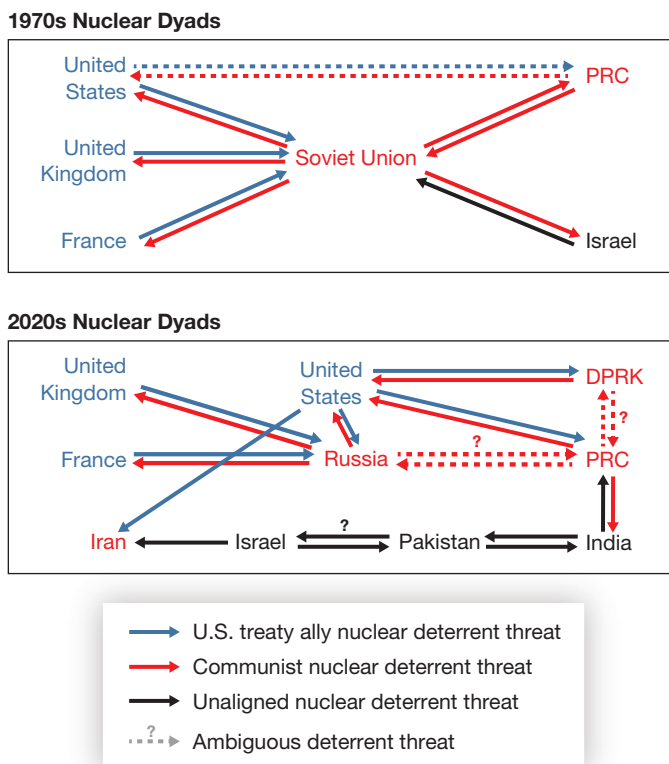 1970s Nuclear Dyads
United
States
PRC
United
Kingdom
Soviet Union
France
Israel
2020s Nuclear Dyads
United
Kingdom
United
States
DPRK
?
?
France
Russia
PRC
?
Iran
Israel
Pakistan
India
U.S. treaty ally nuclear deterrent threat
Communist nuclear deterrent threat
Unaligned nuclear deterrent threat
?
Ambiguous deterrent threat